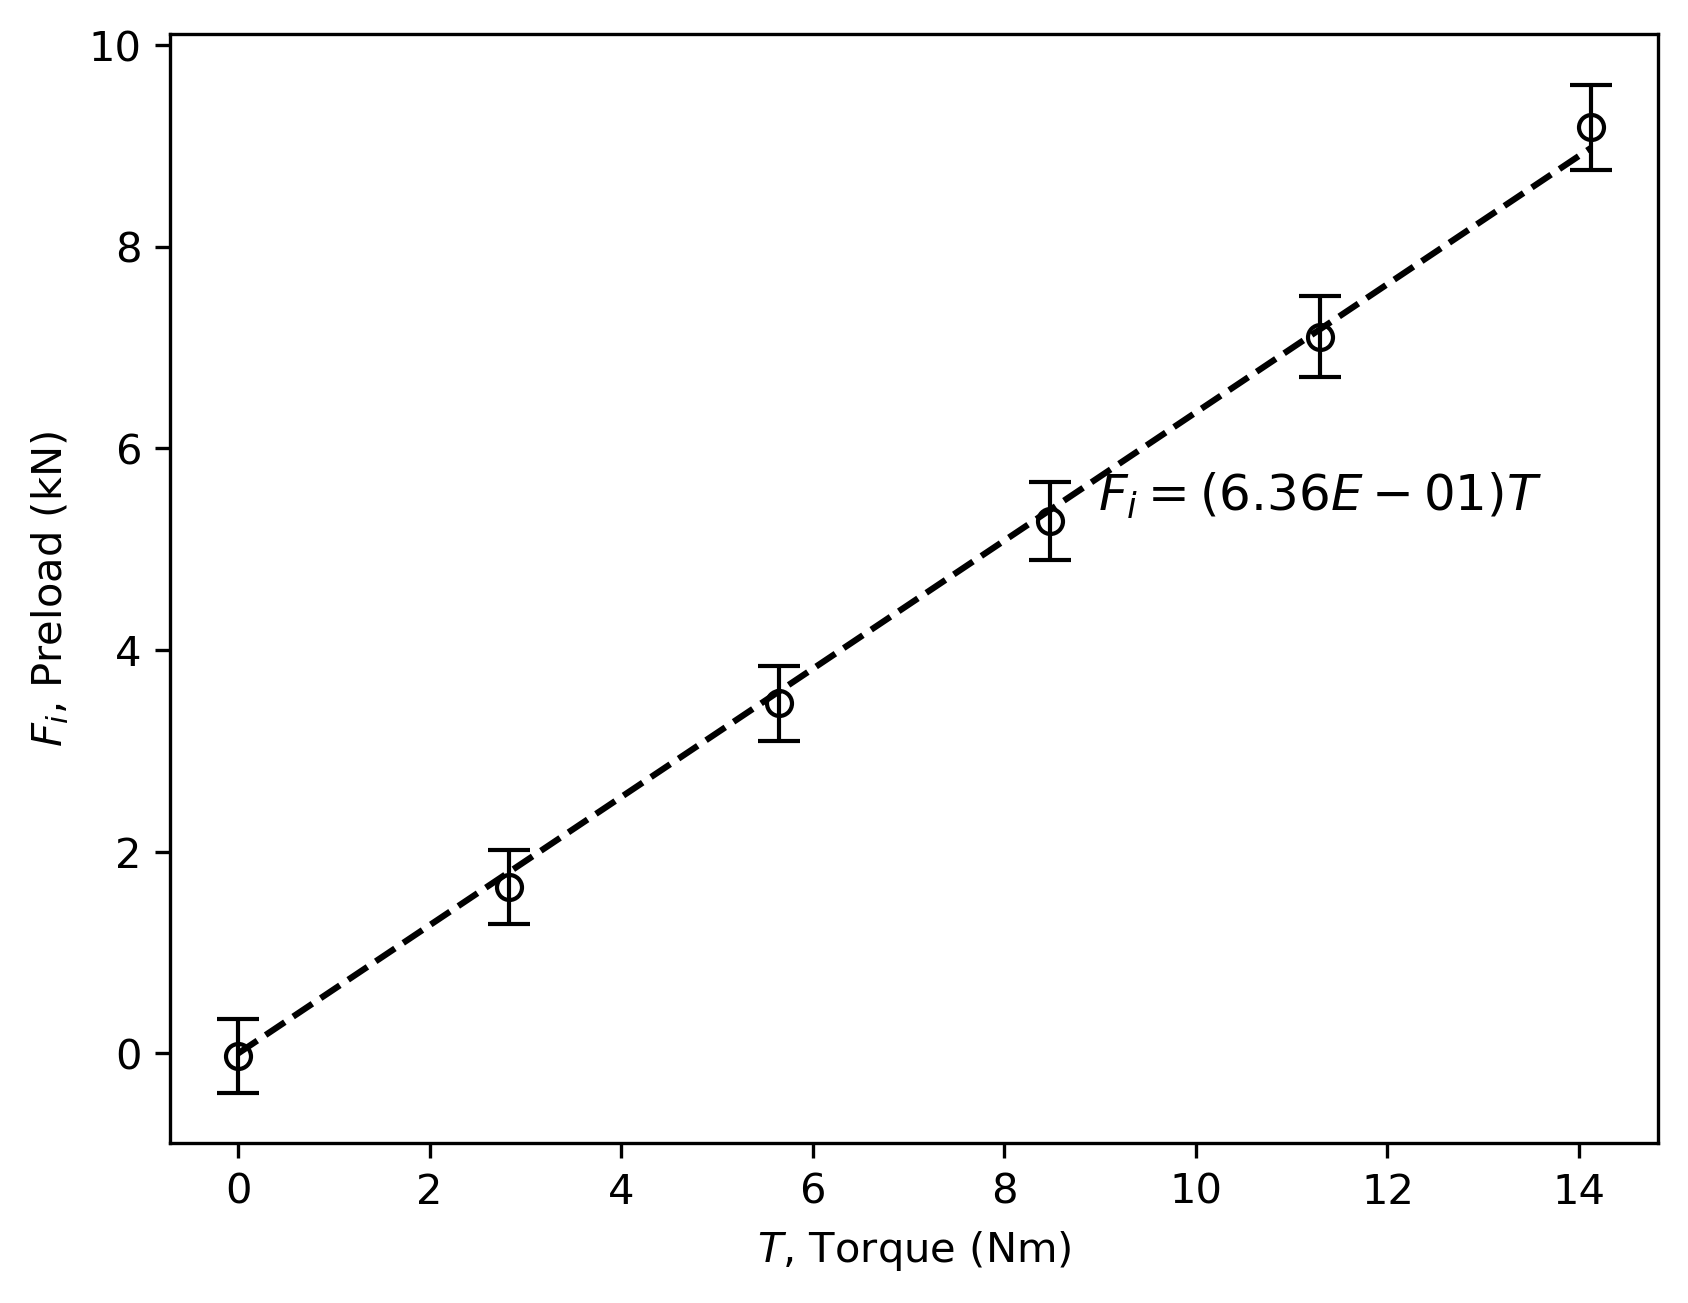 10
8
6
4
2
0
F_i, Preload (kN)
F_i = (6.36E − 01)T
0 2 4 6 8 10 12 14
T, Torque (Nm)